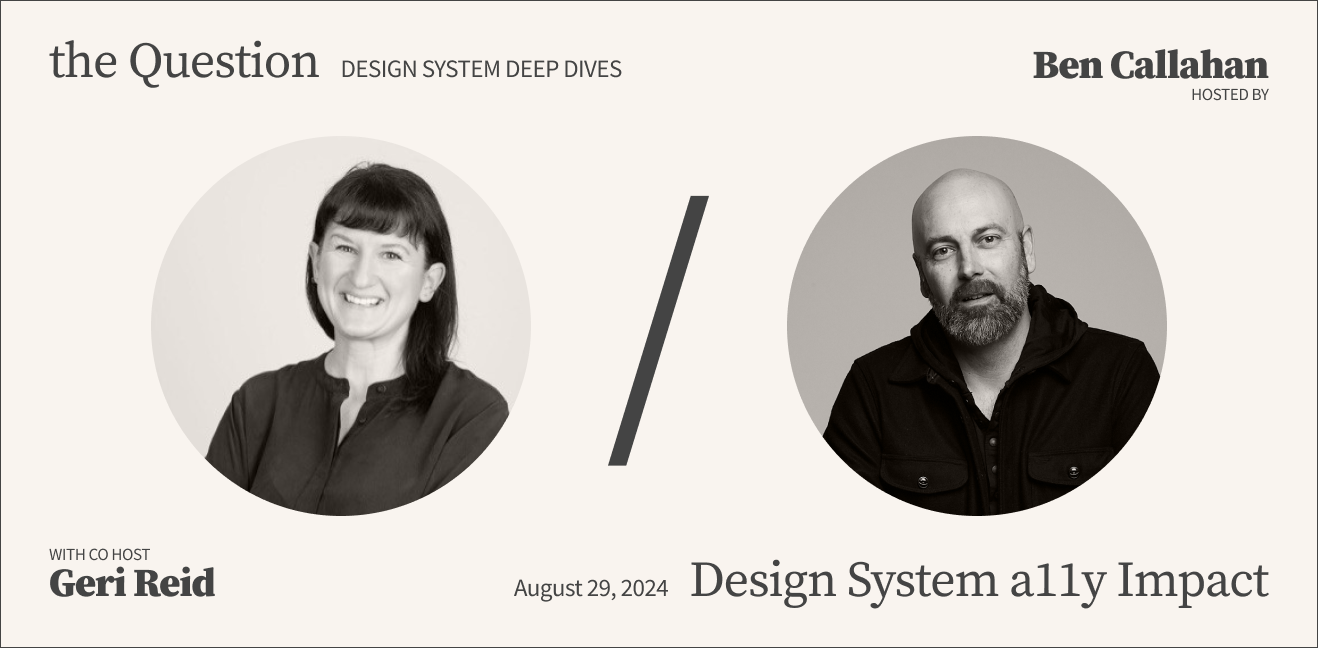 the Question DESIGN SYSTEM DEEP DIVES
Ben Callahan
HOSTED BY
WITH CO HOST
Geri Reid
August 29, 2024 Design System a11y Impact